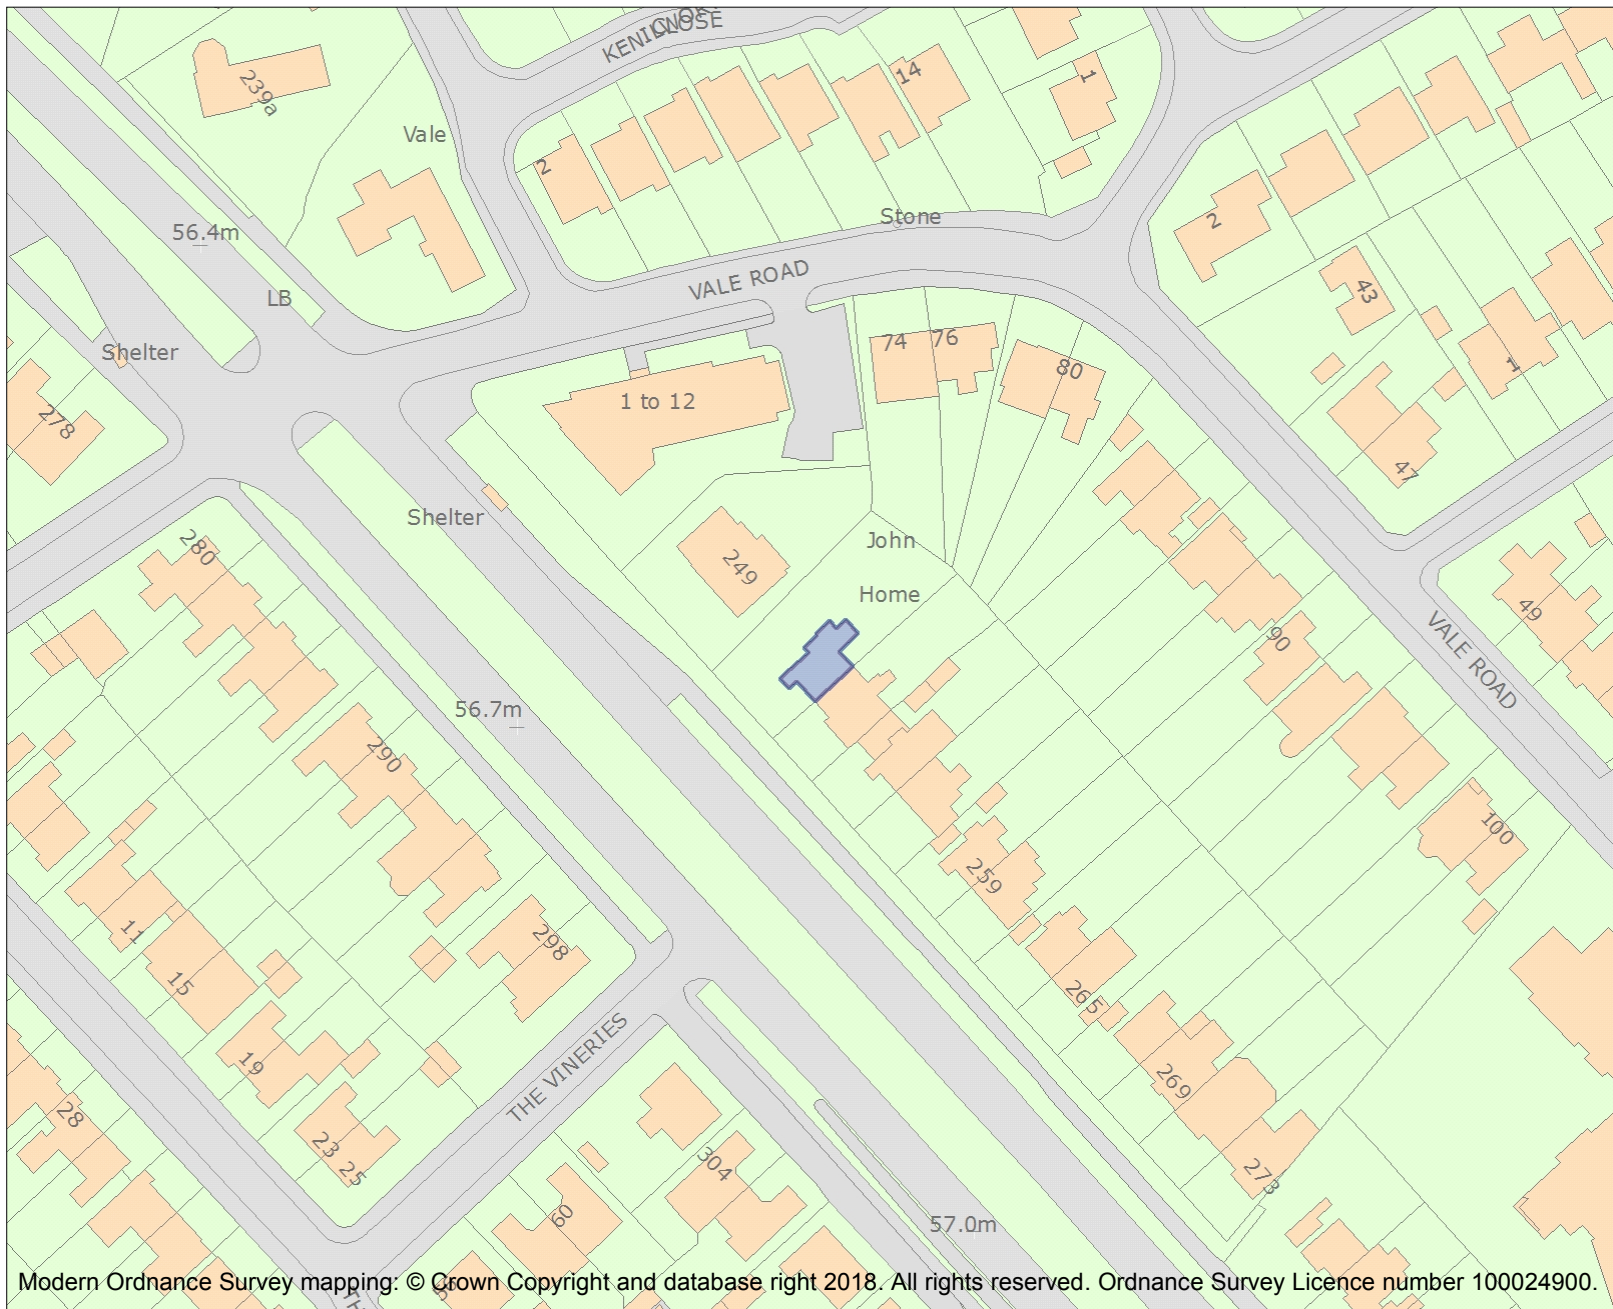 KENILWORTH
CLOSE
239a
14
1
Vale
2
Stone
2
56.4m
VALE ROAD
LB
43
Shelter
74
76
80
1
1 to 12
278
47
Shelter
John
280
249
Home
49
90
VALE ROAD
56.7m
290
100
259
11
298
15
265
THE VINERIES
19
269
28
23
25
304
273
60
57.0m
Modern Ordnance Survey mapping: © Crown Copyright and database right 2018. All rights reserved. Ordnance Survey Licence number 100024900.